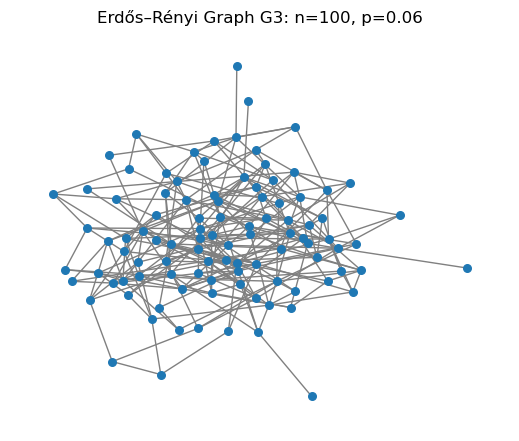 Erdős–Rényi Graph G3: n=100, p=0.06